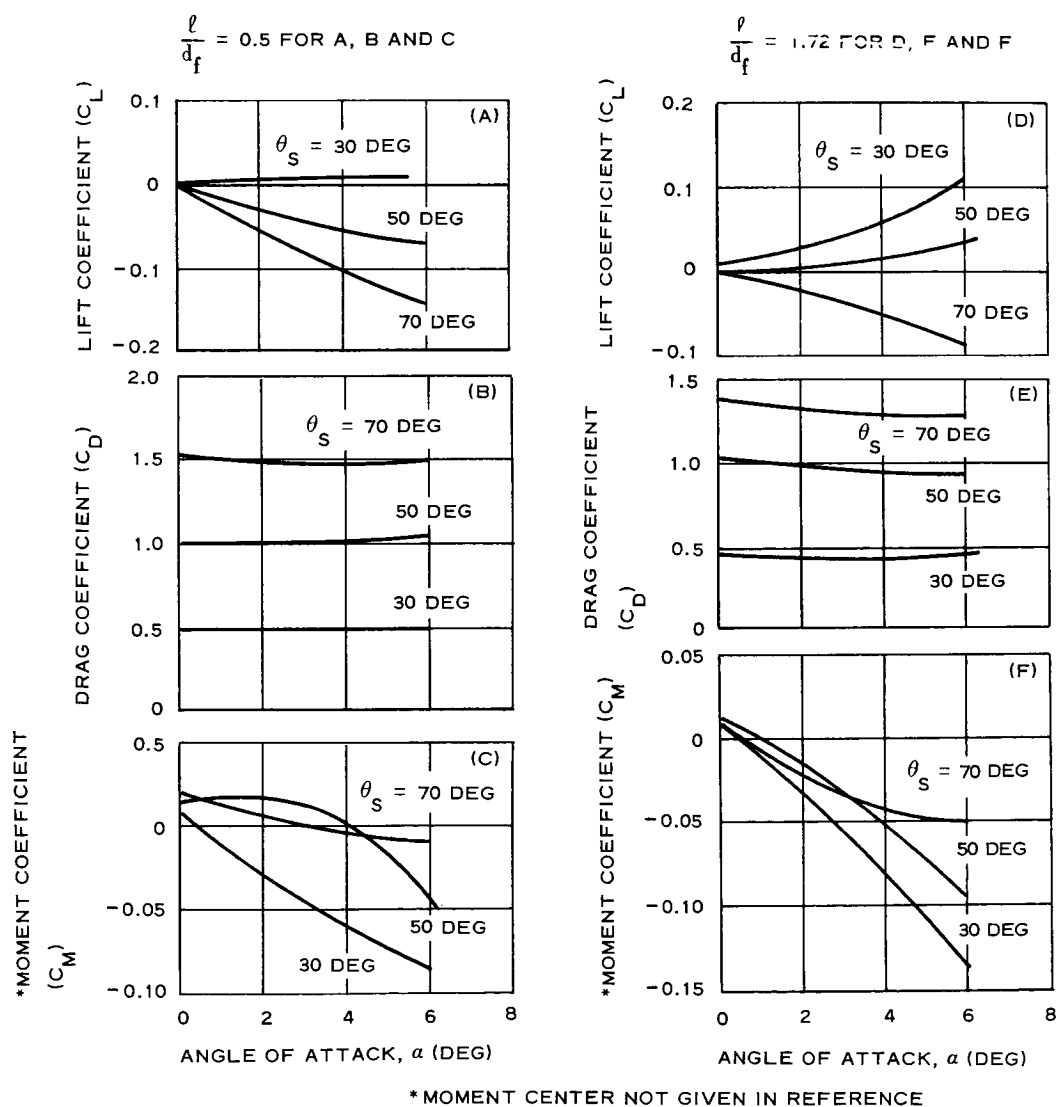 ℓ/d_f = 0.5 FOR A, B AND C
LIFT COEFFICIENT (C_L)
0.1
0
-0.1
-0.2
(A)
θ_S = 30 DEG
50 DEG
70 DEG
DRAG COEFFICIENT (C_D)
2.0
1.5
1.0
0.5
0
(B)
θ_S = 70 DEG
50 DEG
30 DEG
*MOMENT COEFFICIENT
(C_M)
0.5
0
-0.05
-0.10
(C)
θ_S = 70 DEG
50 DEG
30 DEG
0 2 4 6 8
ANGLE OF ATTACK, α (DEG)
ℓ/d_f = 1.72 FOR D, E AND F
LIFT COEFFICIENT (C_L)
0.2
0.1
0
-0.1
(D)
θ_S = 30 DEG
50 DEG
70 DEG
DRAG COEFFICIENT
(C_D)
1.5
1.0
0.5
0
(E)
θ_S = 70 DEG
50 DEG
30 DEG
*MOMENT COEFFICIENT (C_M)
0.05
0
-0.05
-0.10
-0.15
(F)
θ_S = 70 DEG
50 DEG
30 DEG
0 2 4 6 8
ANGLE OF ATTACK, α (DEG)
*MOMENT CENTER NOT GIVEN IN REFERENCE